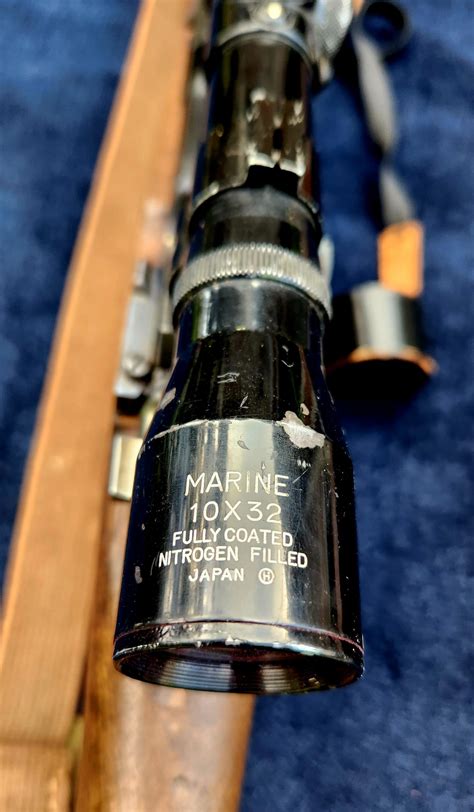 MARINE
10X32
FULLY COATED
NITROGEN FILLED
JAPAN Ⓗ